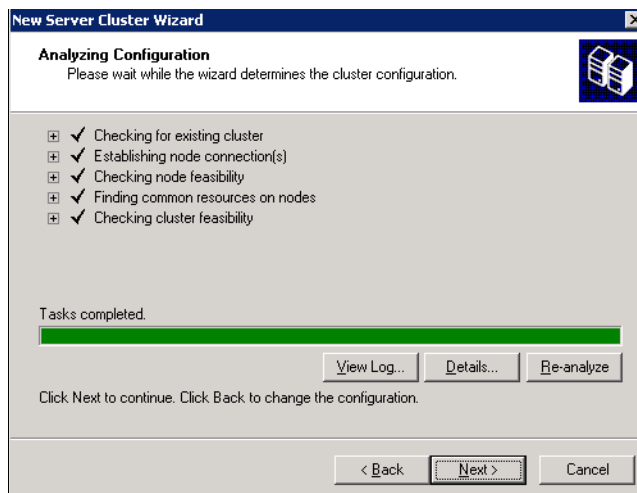 New Server Cluster Wizard
Analyzing Configuration
Please wait while the wizard determines the cluster configuration.
Checking for existing cluster
Establishing node connection(s)
Checking node feasibility
Finding common resources on nodes
Checking cluster feasibility
Tasks completed.
View Log... Details... Re-analyze
Click Next to continue. Click Back to change the configuration.
< Back Next > Cancel